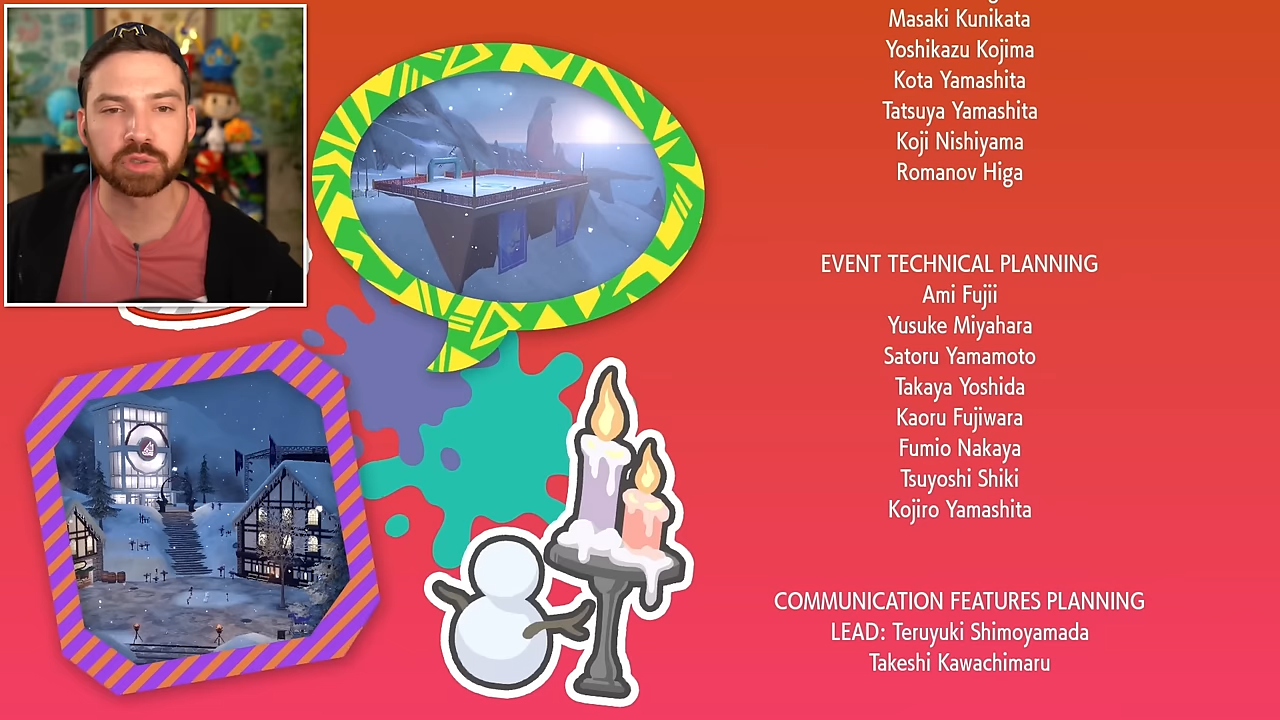 Masaki Kunikata
Yoshikazu Kojima
Kota Yamashita
Tatsuya Yamashita
Koji Nishiyama
Romanov Higa
EVENT TECHNICAL PLANNING
Ami Fujii
Yusuke Miyahara
Satoru Yamamoto
Takaya Yoshida
Kaoru Fujiwara
Fumio Nakaya
Tsuyoshi Shiki
Kojiro Yamashita
COMMUNICATION FEATURES PLANNING
LEAD: Teruyuki Shimoyamada
Takeshi Kawachimaru